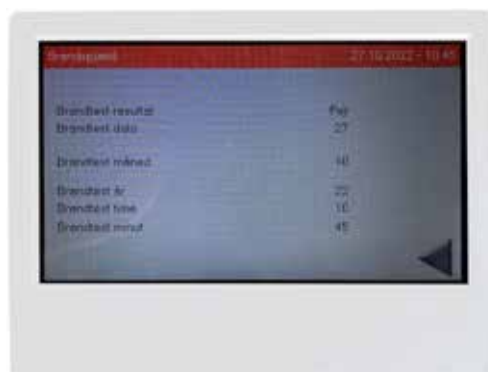 27.10.2022 - 10:45
Brandtest resultat
Brandtest dato 27
Brandtest måned 10
Brandtest år 22
Brandtest time 10
Brandtest minut 45